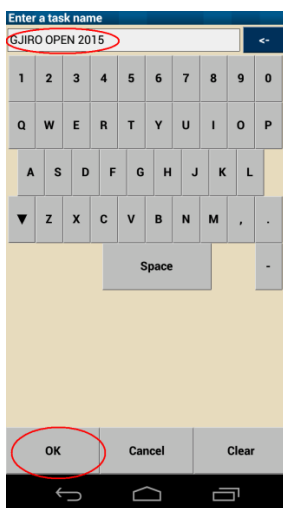 Enter a task name
GJIRO OPEN 2015 <-
1 2 3 4 5 6 7 8 9 0
Q W E R T Y U I O P
A S D F G H J K L
▼ Z X C V B N M , .
Space -
OK Cancel Clear